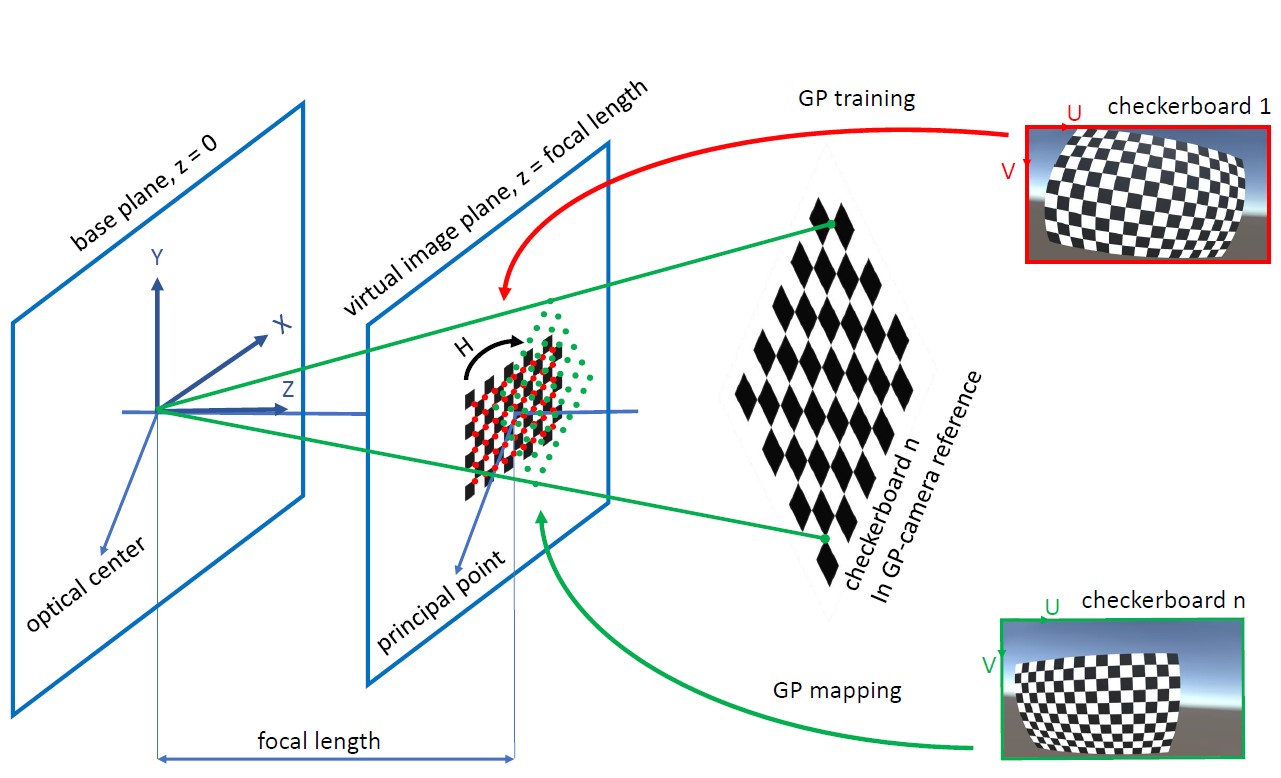 GP training
checkerboard 1
U
V
base plane, z = 0
virtual image plane, z = focal length
Y
X
Z
H
optical center
principal point
focal length
checkerboard n
In GP-camera reference
GP mapping
checkerboard n
U
V